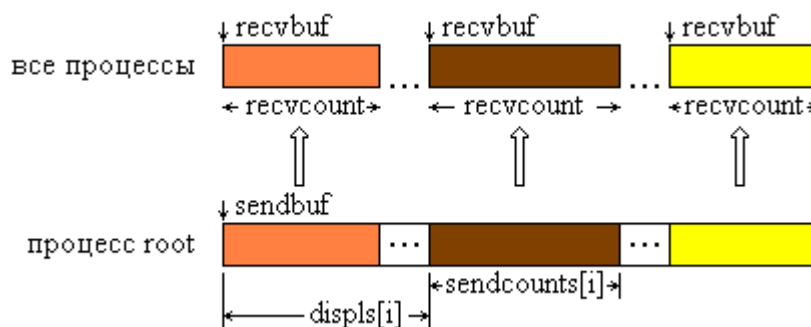 recvbuf recvbuf recvbuf
все процессы ... ...
recvcount recvcount recvcount
sendbuf
процесс root ... ...
sendcounts[i]
displs[i]